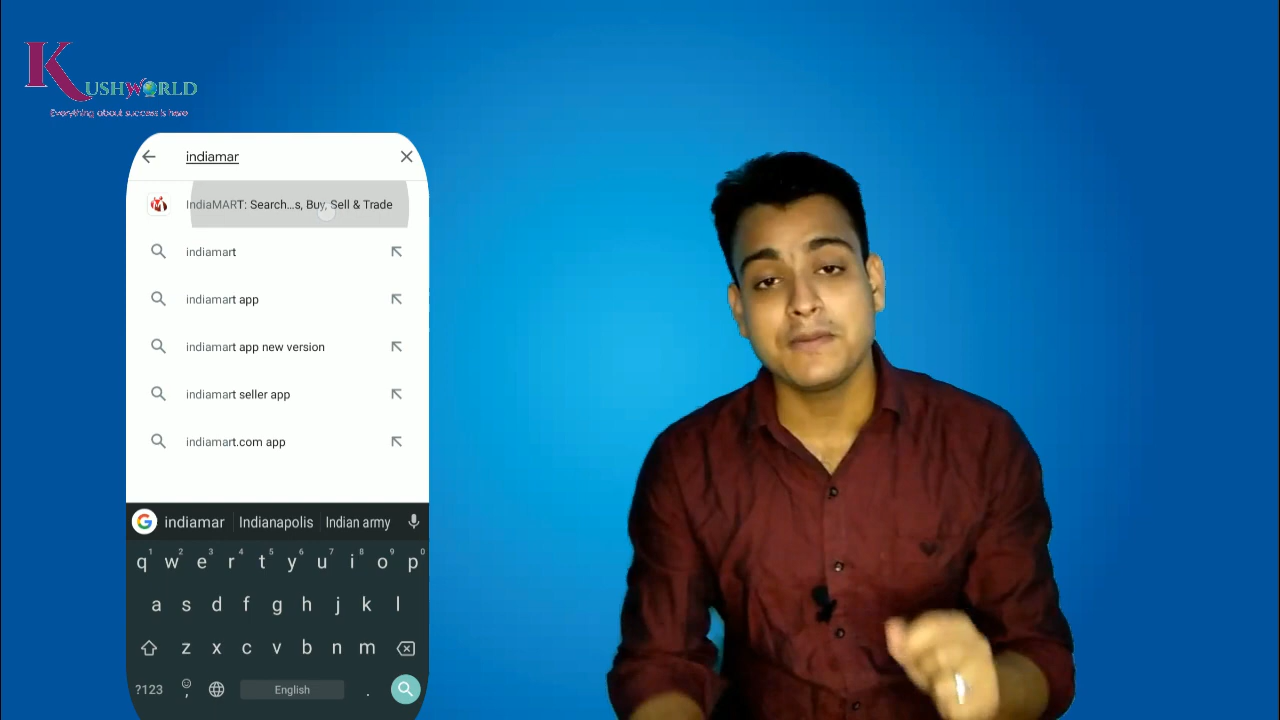 KUSHWORLD
Everything about success is here
indiamar
IndiaMART: Search...s, Buy, Sell & Trade
indiamart
indiamart app
indiamart app new version
indiamart seller app
indiamart.com app
G indiamar Indianapolis Indian army
1 2 3 4 5 6 7 8 9 0
q w e r t y u i o p
a s d f g h j k l
z x c v b n m
?123 , English .